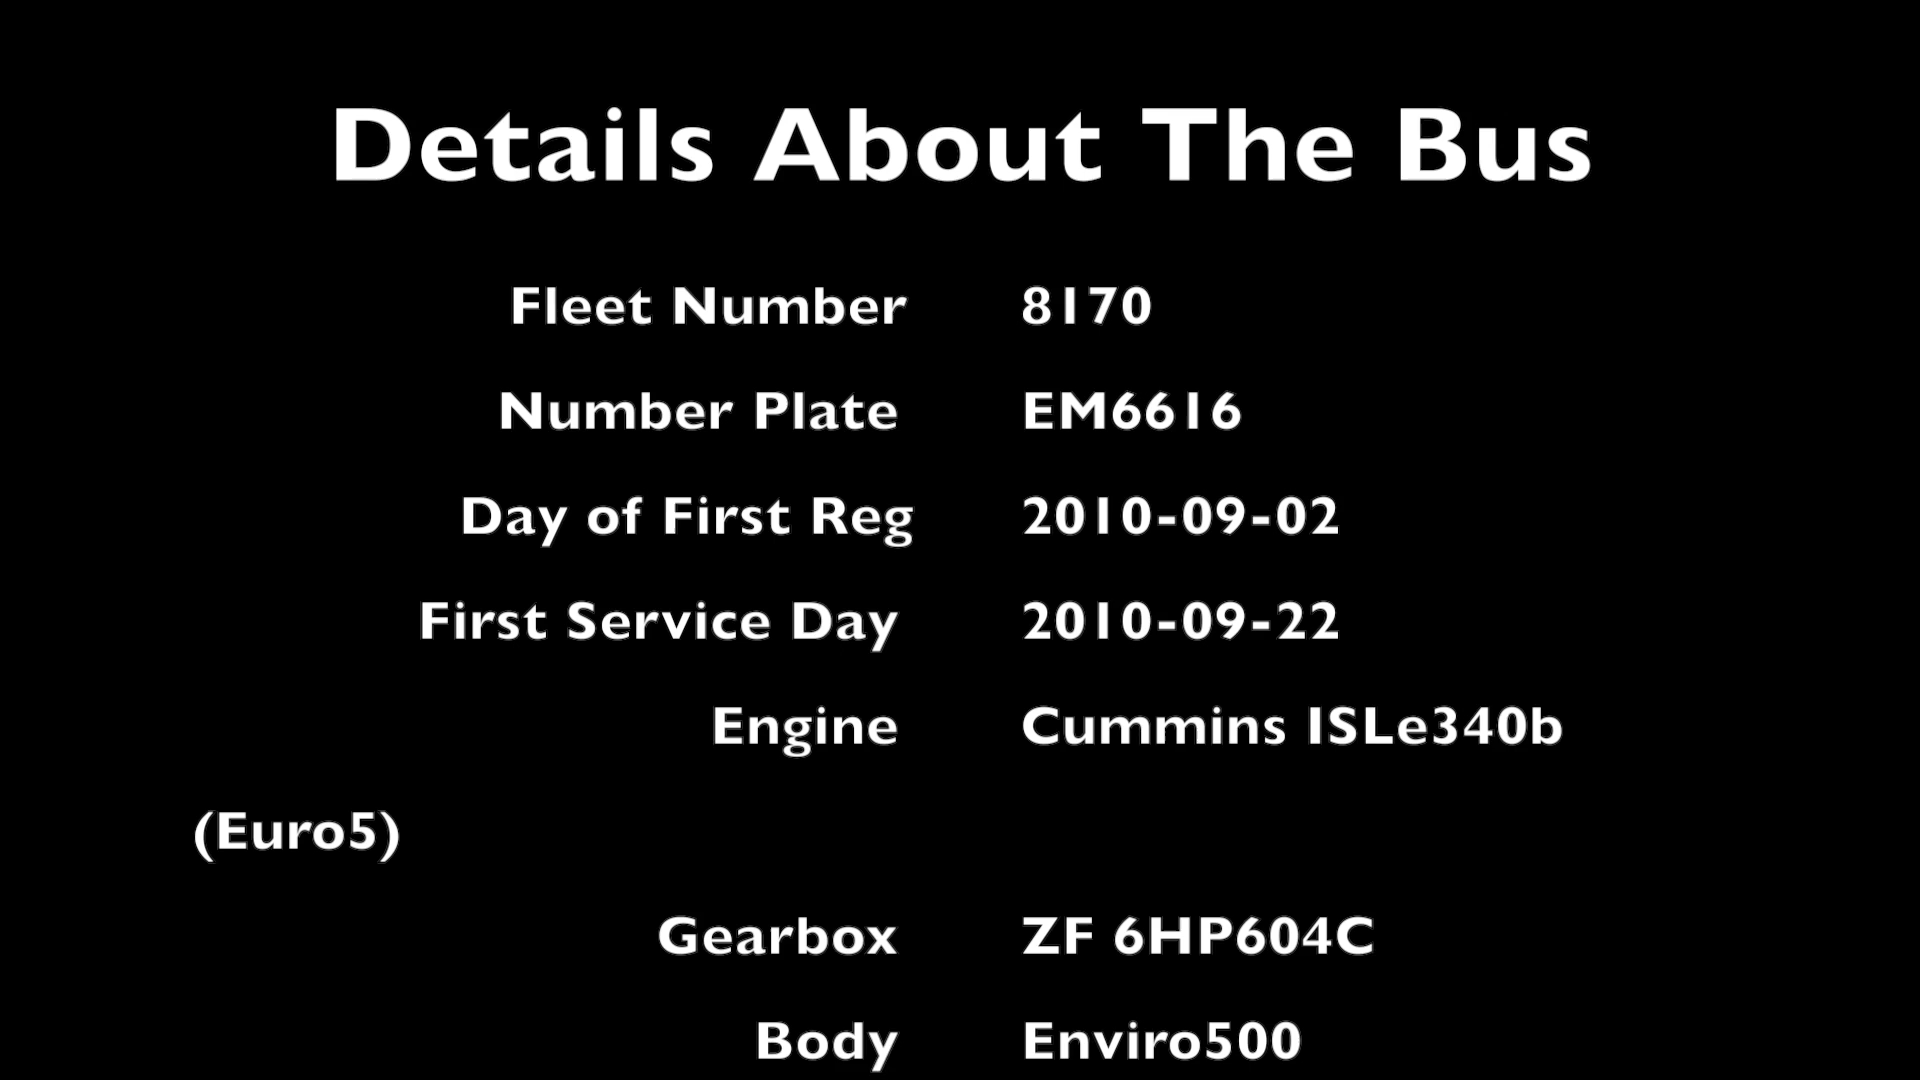 Details About The Bus
Fleet Number 8170
Number Plate EM6616
Day of First Reg 2010-09-02
First Service Day 2010-09-22
Engine Cummins ISLe340b
(Euro5)
Gearbox ZF 6HP604C
Body Enviro500